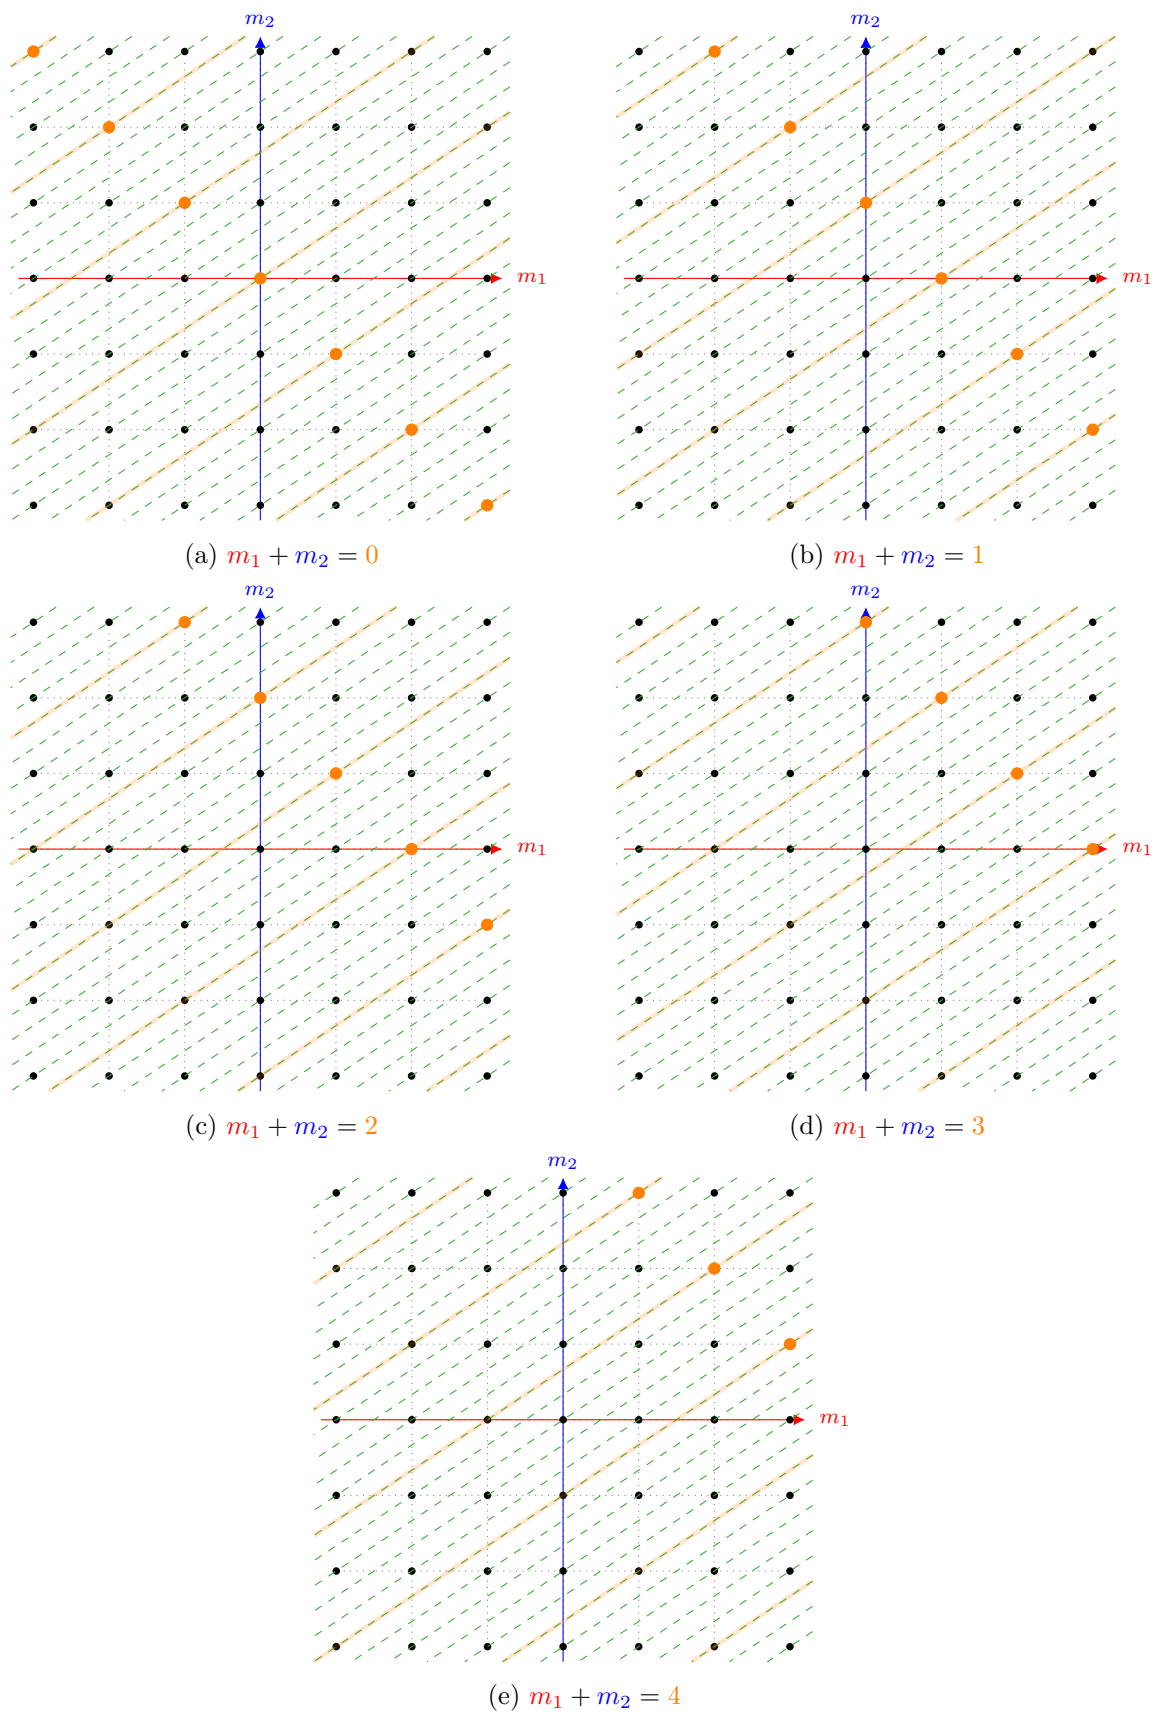 m₂ m₂
m₁ m₁
(a) m₁ + m₂ = 0 (b) m₁ + m₂ = 1
m₂ m₂
m₁ m₁
(c) m₁ + m₂ = 2 (d) m₁ + m₂ = 3
m₂
m₁
(e) m₁ + m₂ = 4